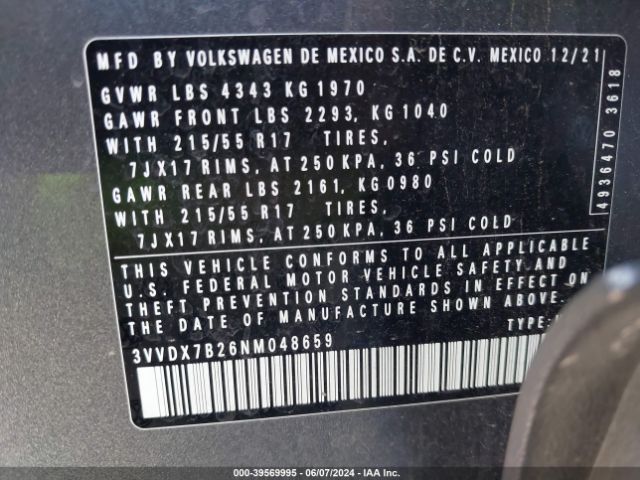 MFD BY VOLKSWAGEN DE MEXICO S.A. DE C.V. MEXICO 12/21
GVWR LBS 4343 KG 1970
GAWR FRONT LBS 2293, KG 1040
WITH 215/55 R17 TIRES,
7JX17 RIMS, AT 250 KPA, 36 PSI COLD
GAWR REAR LBS 2161, KG 0980
WITH 215/55 R17 TIRES,
7JX17 RIMS, AT 250 KPA, 36 PSI COLD
THIS VEHICLE CONFORMS TO ALL APPLICABLE
U.S. FEDERAL MOTOR VEHICLE SAFETY AND
THEFT PREVENTION STANDARDS IN EFFECT ON
THE DATE OF MANUFACTURE SHOWN ABOVE.
TYPE:
3VVDX7B26NM048659
4936470 3618
000-39569995 - 06/07/2024 - IAA Inc.